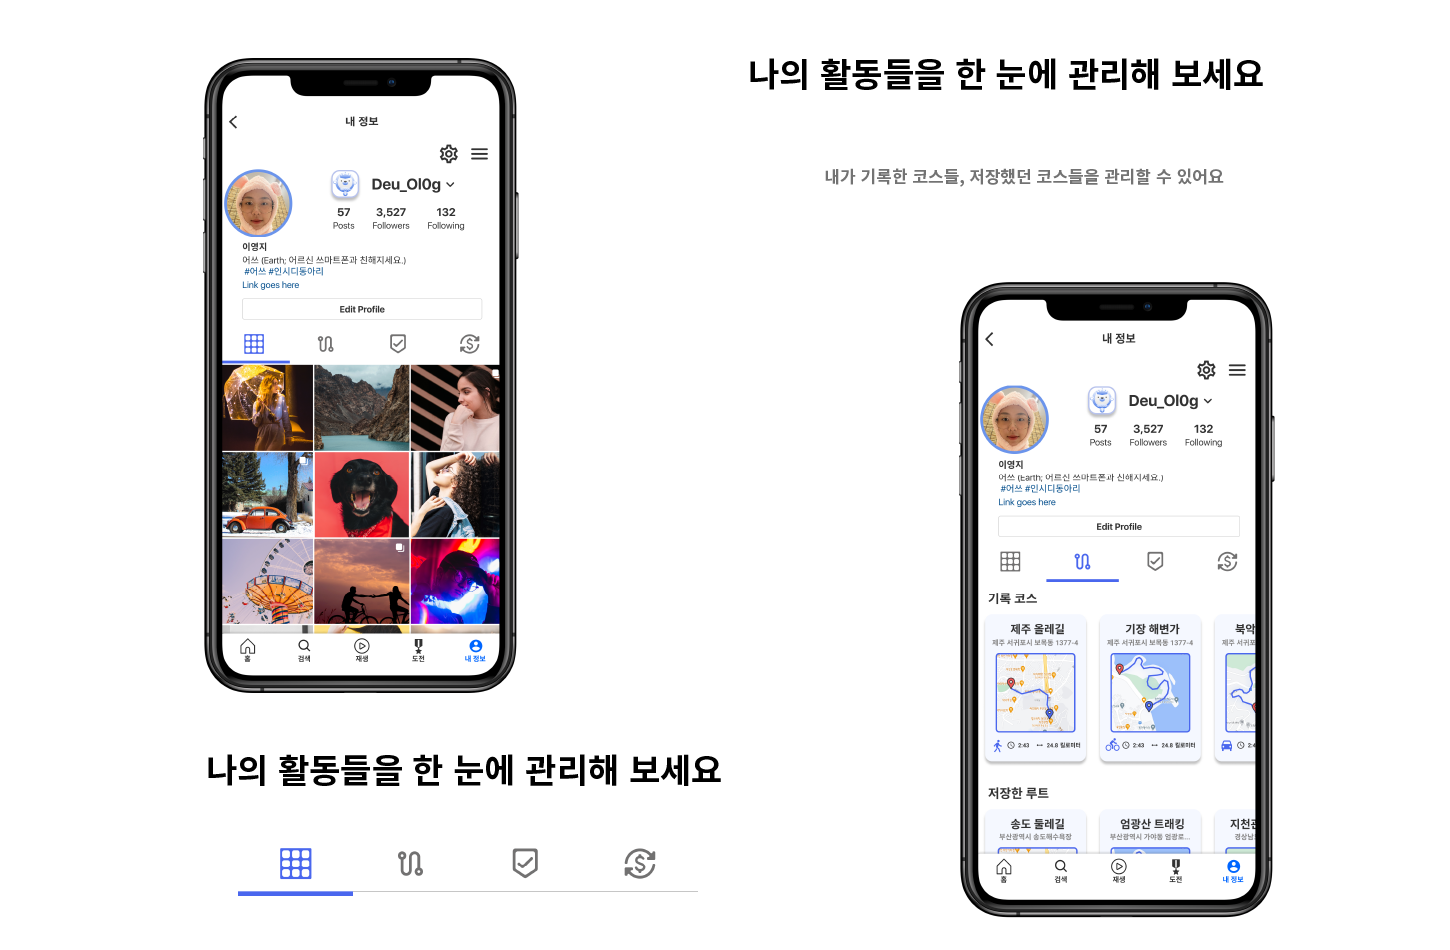 나의 활동들을 한 눈에 관리해 보세요
내가 기록한 코스들, 저장했던 코스들을 관리할 수 있어요
내 정보
Deu_Ol0g
57 3,527 132
Posts Followers Following
이영지
어쓰 (Earth; 어르신 쓰마트폰과 친해지세요.)
#어쓰 #인시디동아리
Link goes here
Edit Profile
홈 검색 재생 도전 내 정보
나의 활동들을 한 눈에 관리해 보세요
내 정보
Deu_Ol0g
57 3,527 132
Posts Followers Following
이영지
어쓰 (Earth; 어르신 쓰마트폰과 친해지세요.)
#어쓰 #인시디동아리
Link goes here
Edit Profile
기록 코스
제주 올레길 기장 해변가 북악
제주 서귀포시 보목동 1377-4 제주 서귀포시 보목동 1377-4 제주 서귀포
2:43 24.8 킬로미터 2:43 24.8 킬로미터 2:4
저장한 루트
송도 둘레길 엄광산 트래킹 지천관
부산광역시 송도해수욕장 부산광역시 가야동 엄광로... 경상남
홈 검색 재생 도전 내 정보